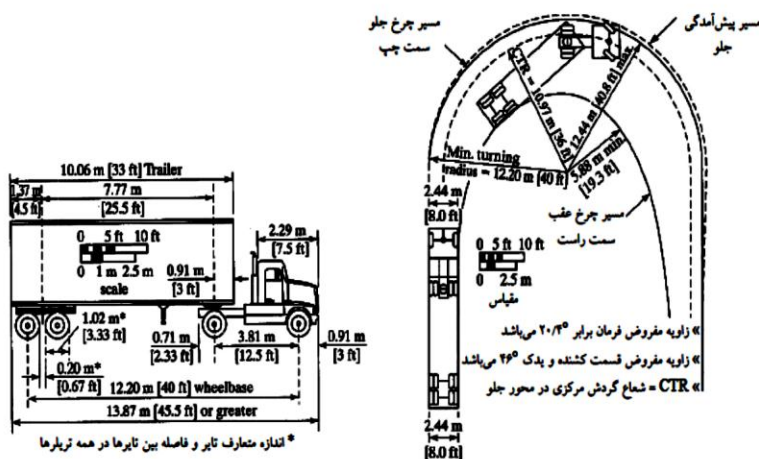 10.06 m [33 ft] Trailer
1.37 m
[4.5 ft]
7.77 m
[25.5 ft]
2.29 m
[7.5 ft]
0 5 ft 10 ft
0 1 m 2.5 m
scale
0.91 m
[3 ft]
1.02 m*
[3.33 ft]
0.71 m
[2.33 ft]
3.81 m
[12.5 ft]
0.91 m
[3 ft]
0.20 m*
[0.67 ft]
12.20 m [40 ft] wheelbase
13.87 m [45.5 ft] or greater
* اندازه متعارف تایر و فاصله بین تایرها در همه تریلرها
مسیر چرخ جلو
سمت چپ
مسیر پیش‌آمدگی
جلو
CTR = 10.97 m [36 ft]
12.44 m [40.8 ft] max.
Min. turning
radius = 12.20 m [40 ft]
5.88 m min.
[19.3 ft]
2.44 m
[8.0 ft]
مسیر چرخ عقب
سمت راست
0 5 ft 10 ft
0 2.5 m
مقیاس
» زاویه مفروض فرمان برابر ۲۰/۴° می‌باشد
» زاویه مفروض قسمت کشنده و یدک ۴۶° می‌باشد
» CTR = شعاع گردش مرکزی در محور جلو
2.44 m
[8.0 ft]